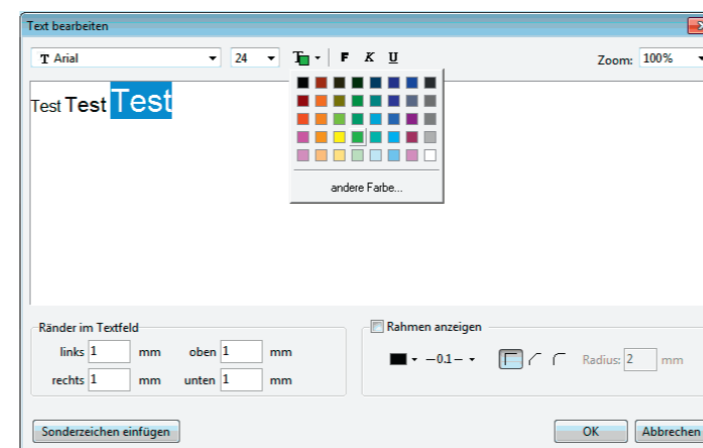 Text bearbeiten
T Arial 24 T F K U Zoom: 100%
Test Test Test
andere Farbe...
Ränder im Textfeld
links 1 mm oben 1 mm
rechts 1 mm unten 1 mm
Rahmen anzeigen
0.1 Radius: 2 mm
Sonderzeichen einfügen OK Abbrechen